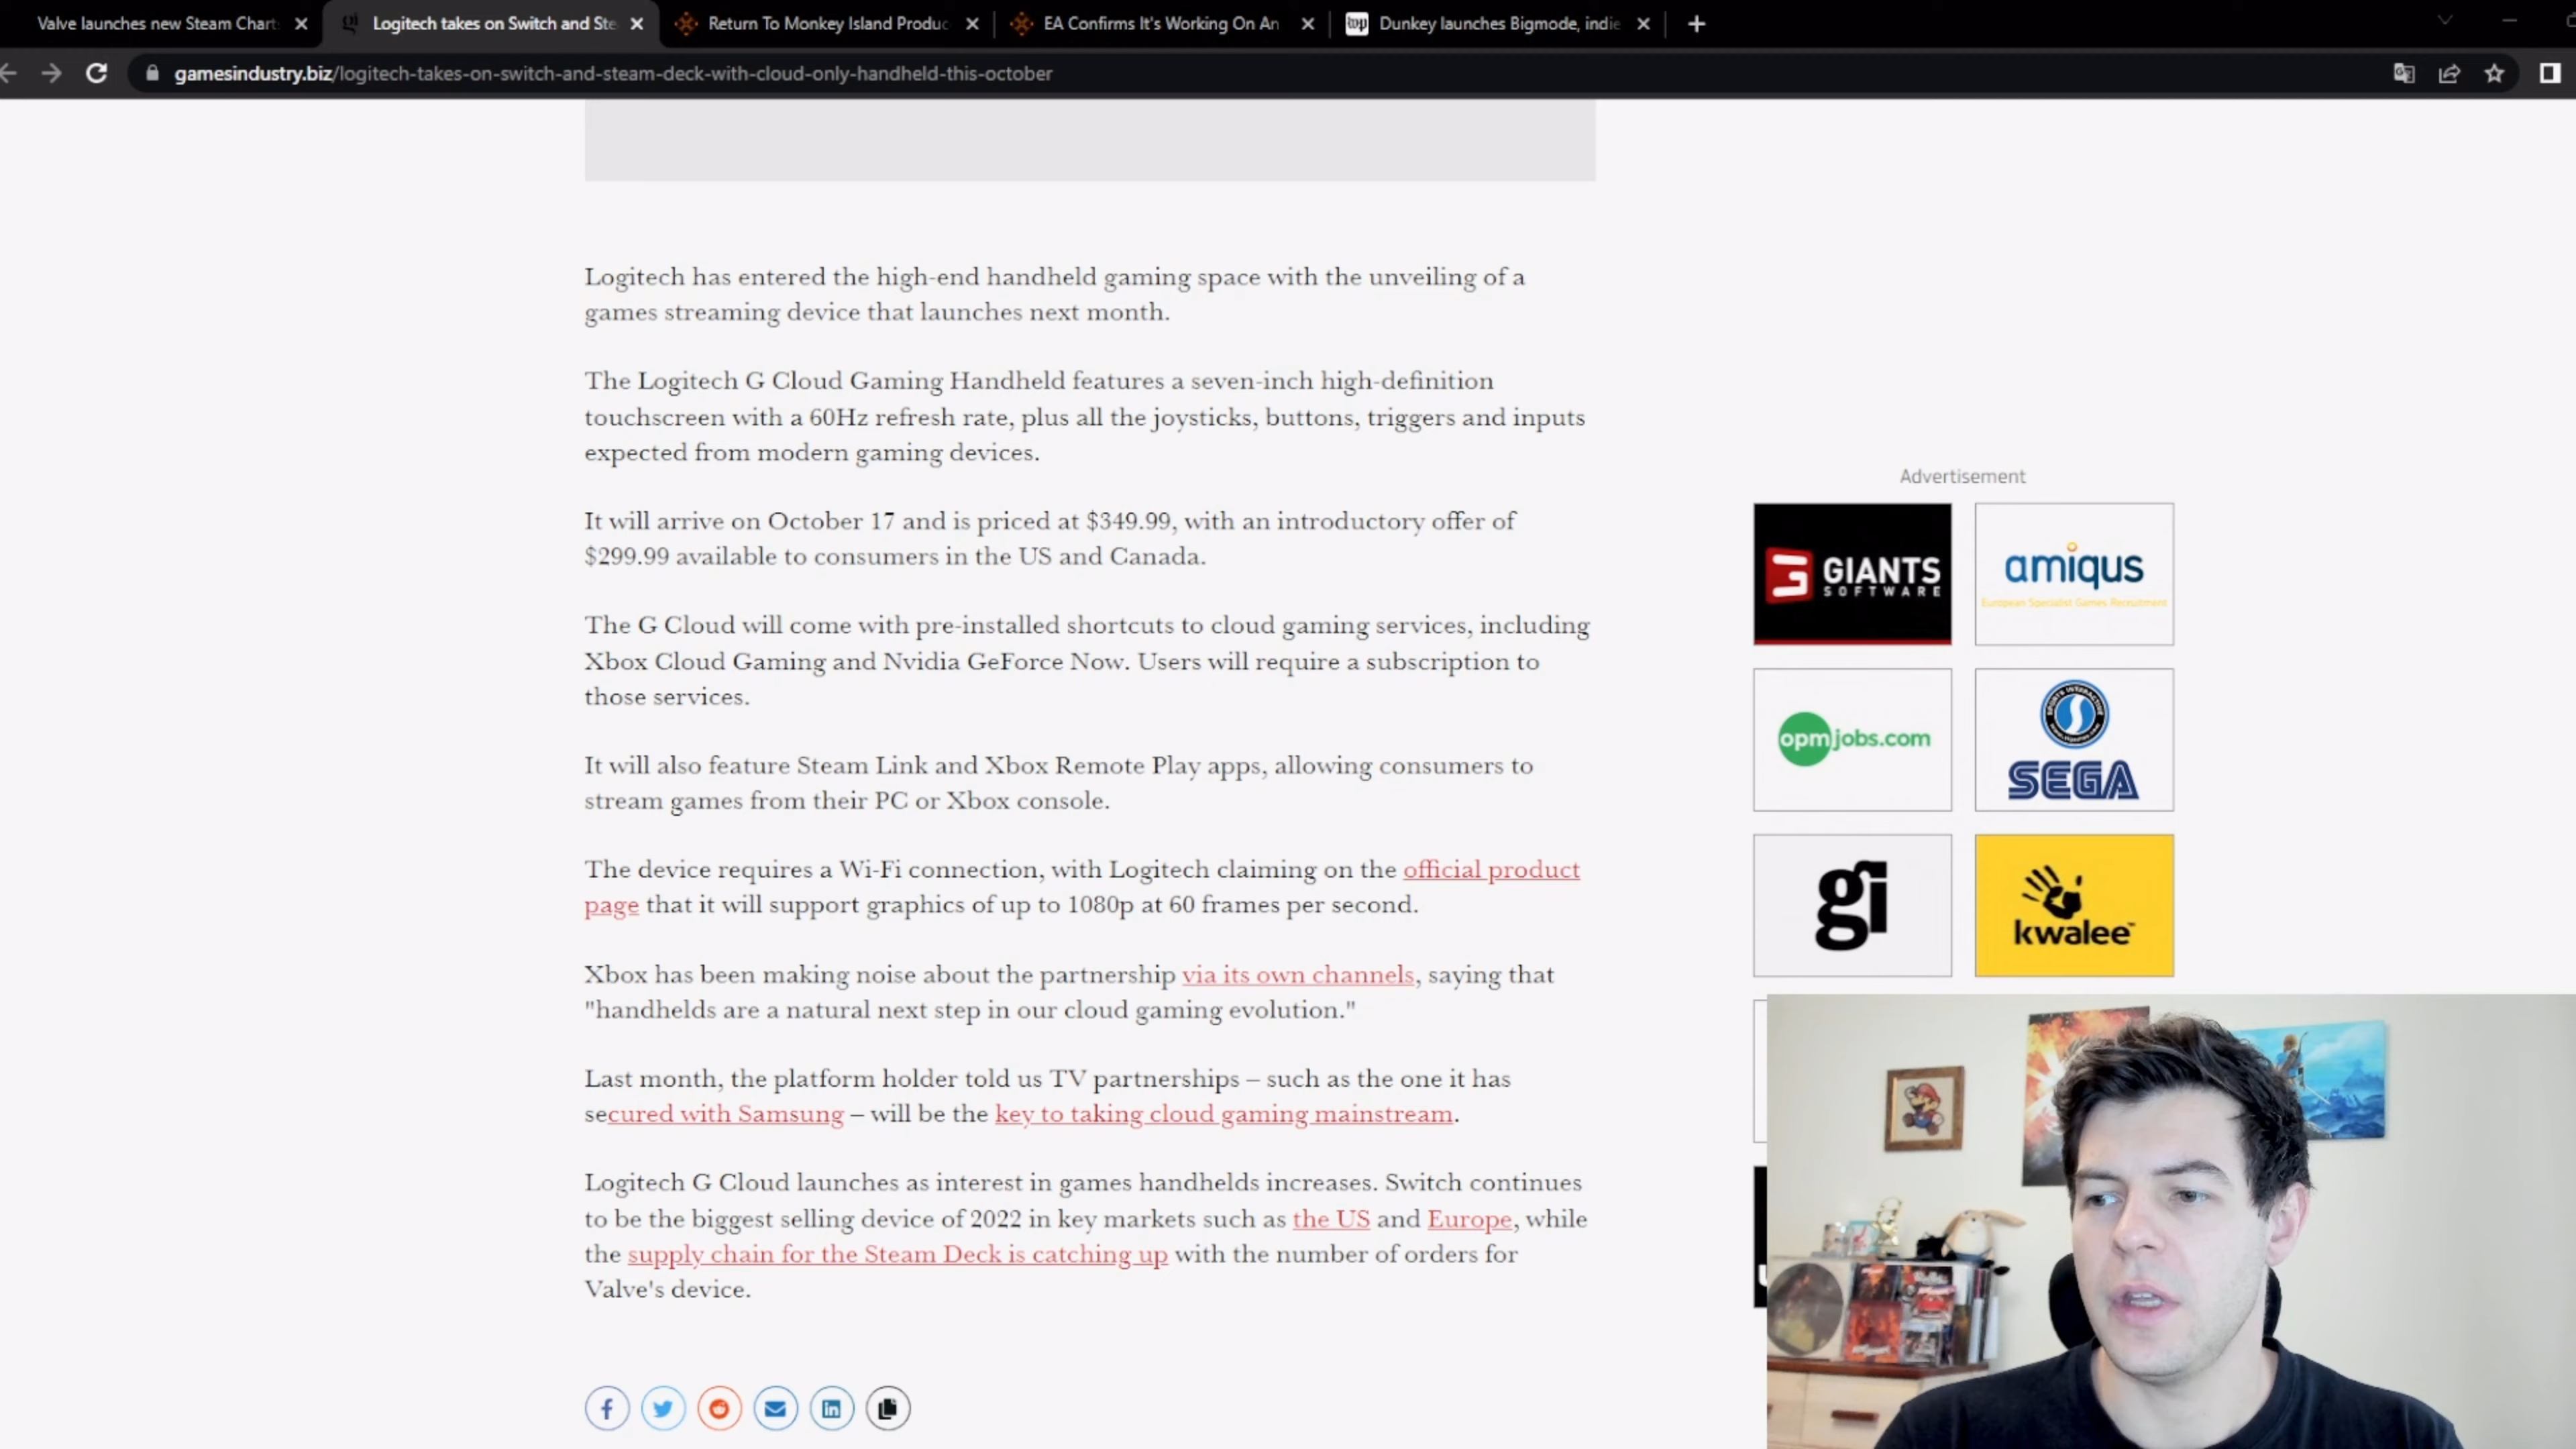 Valve launches new Steam Chart
Logitech takes on Switch and Ste
Return To Monkey Island Produc
EA Confirms It's Working On An
Dunkey launches Bigmode, indie
gamesindustry.biz/logitech-takes-on-switch-and-steam-deck-with-cloud-only-handheld-this-october
Logitech has entered the high-end handheld gaming space with the unveiling of a
games streaming device that launches next month.
The Logitech G Cloud Gaming Handheld features a seven-inch high-definition
touchscreen with a 60Hz refresh rate, plus all the joysticks, buttons, triggers and inputs
expected from modern gaming devices.
It will arrive on October 17 and is priced at $349.99, with an introductory offer of
$299.99 available to consumers in the US and Canada.
The G Cloud will come with pre-installed shortcuts to cloud gaming services, including
Xbox Cloud Gaming and Nvidia GeForce Now. Users will require a subscription to
those services.
It will also feature Steam Link and Xbox Remote Play apps, allowing consumers to
stream games from their PC or Xbox console.
The device requires a Wi-Fi connection, with Logitech claiming on the official product
page that it will support graphics of up to 1080p at 60 frames per second.
Xbox has been making noise about the partnership via its own channels, saying that
"handhelds are a natural next step in our cloud gaming evolution."
Last month, the platform holder told us TV partnerships – such as the one it has
secured with Samsung – will be the key to taking cloud gaming mainstream.
Logitech G Cloud launches as interest in games handhelds increases. Switch continues
to be the biggest selling device of 2022 in key markets such as the US and Europe, while
the supply chain for the Steam Deck is catching up with the number of orders for
Valve's device.
Advertisement
GIANTS
SOFTWARE
amiqus
European Specialist Games Recruitment
opmjobs.com
SEGA
gi
kwalee